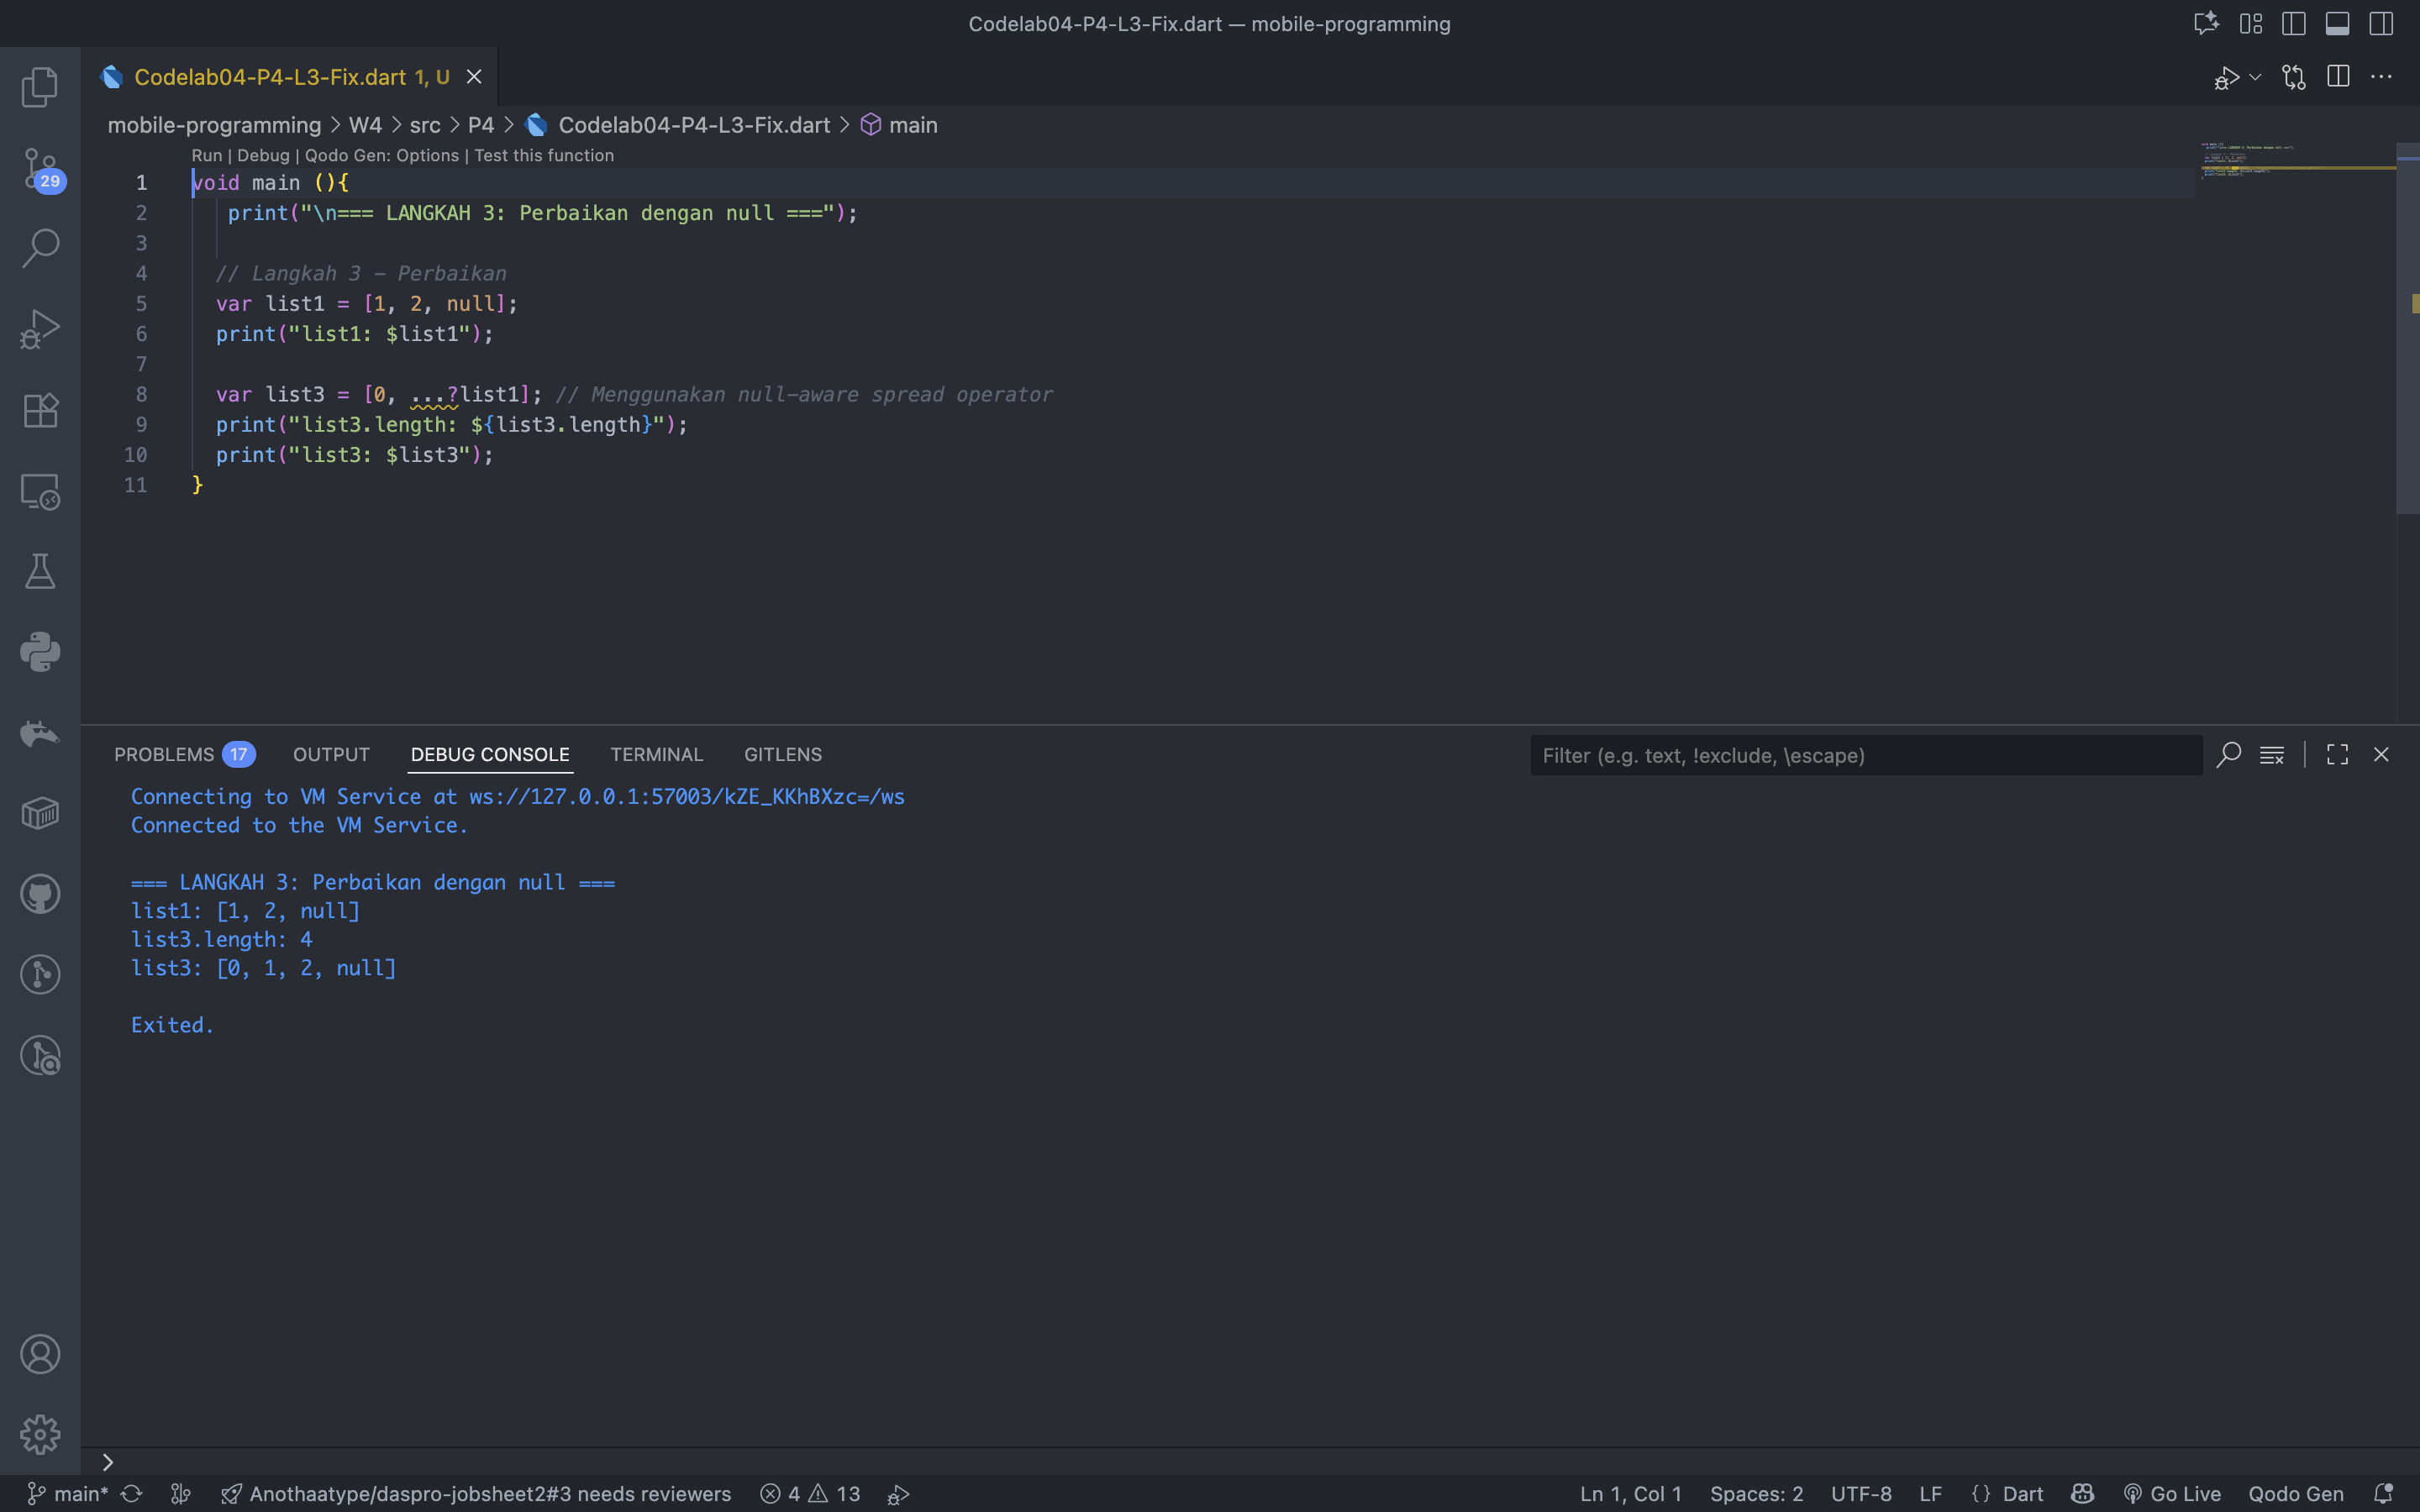 Codelab04-P4-L3-Fix.dart — mobile-programming
Codelab04-P4-L3-Fix.dart 1, U
mobile-programming > W4 > src > P4 > Codelab04-P4-L3-Fix.dart > main
Run | Debug | Qodo Gen: Options | Test this function
29
1 void main (){
2 print("\n=== LANGKAH 3: Perbaikan dengan null ===");
3
4 // Langkah 3 - Perbaikan
5 var list1 = [1, 2, null];
6 print("list1: $list1");
7
8 var list3 = [0, ...?list1]; // Menggunakan null-aware spread operator
9 print("list3.length: ${list3.length}");
10 print("list3: $list3");
11 }
PROBLEMS 17 OUTPUT DEBUG CONSOLE TERMINAL GITLENS Filter (e.g. text, !exclude, \escape)
Connecting to VM Service at ws://127.0.0.1:57003/kZE_KKhBXzc=/ws
Connected to the VM Service.
=== LANGKAH 3: Perbaikan dengan null ===
list1: [1, 2, null]
list3.length: 4
list3: [0, 1, 2, null]
Exited.
main* Anothaatype/daspro-jobsheet2#3 needs reviewers 4 13 Ln 1, Col 1 Spaces: 2 UTF-8 LF {} Dart Go Live Qodo Gen